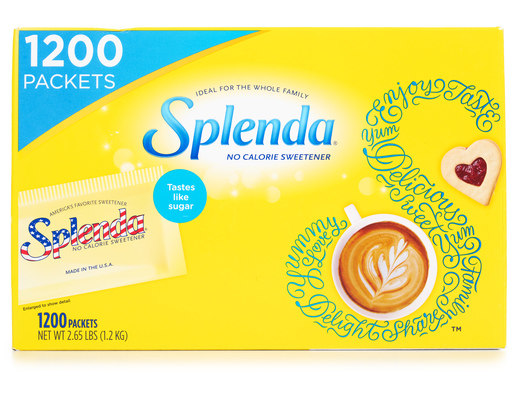 1200
PACKETS
IDEAL FOR THE WHOLE FAMILY
Splenda®
NO CALORIE SWEETENER
Tastes
like
sugar
AMERICA'S FAVORITE SWEETENER
Splenda
NO CALORIE SWEETENER
MADE IN THE U.S.A.
Enlarged to show detail
1200 PACKETS
NET WT 2.65 LBS (1.2 KG)
Enjoy Taste
Yum
Delicious
Sweet
Yum
Family
Yummy
Love
Delight Share
TM